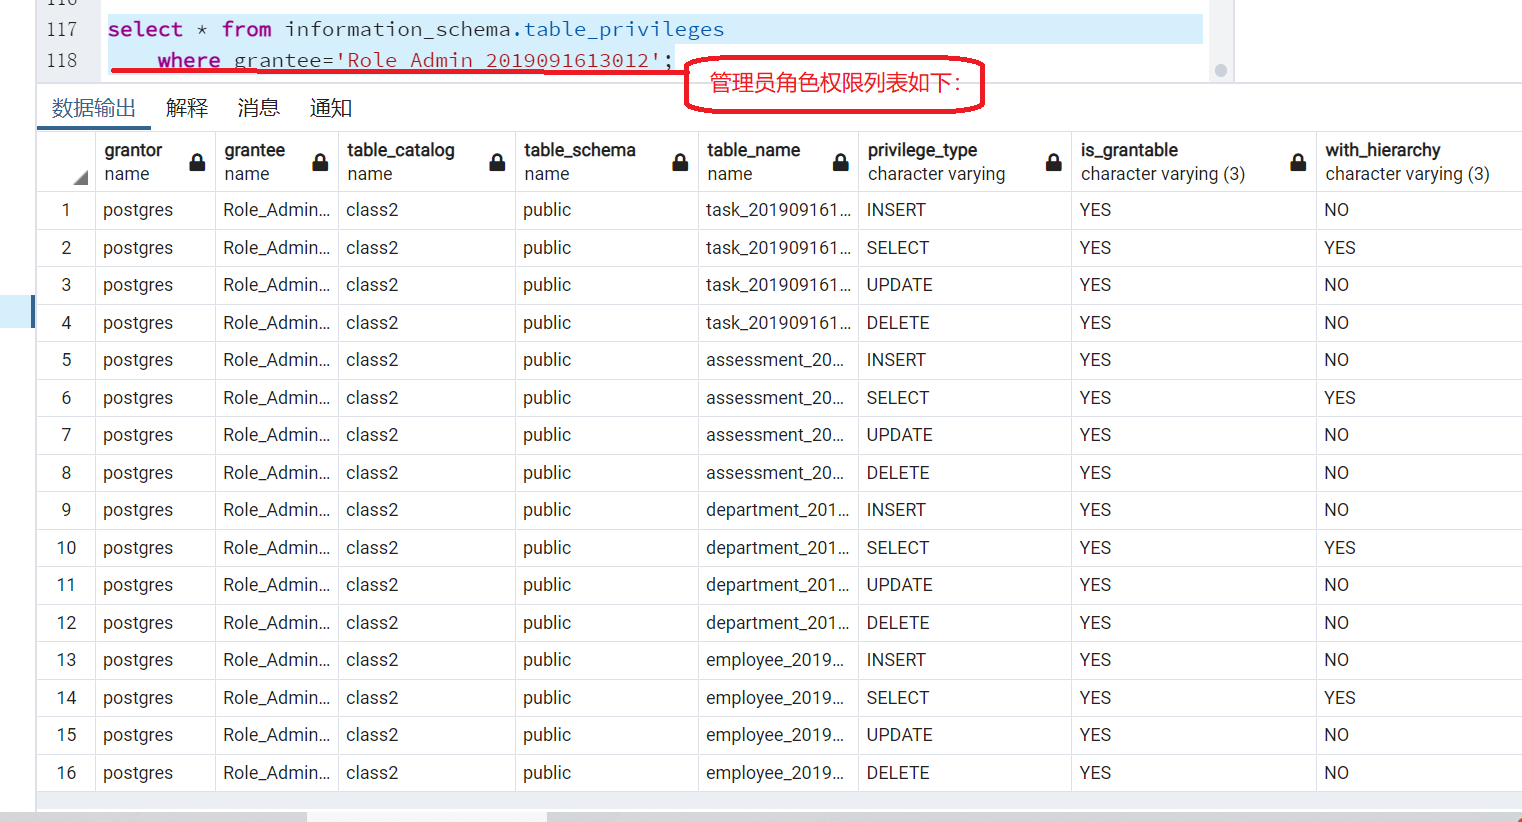 116
117 select * from information_schema.table_privileges
118 where grantee='Role_Admin_2019091613012';
管理员角色权限列表如下：
数据输出 解释 消息 通知
grantor grantee table_catalog table_schema table_name privilege_type is_grantable with_hierarchy
name name name name name character varying character varying (3) character varying (3)
1 postgres Role_Admin... class2 public task_201909161... INSERT YES NO
2 postgres Role_Admin... class2 public task_201909161... SELECT YES YES
3 postgres Role_Admin... class2 public task_201909161... UPDATE YES NO
4 postgres Role_Admin... class2 public task_201909161... DELETE YES NO
5 postgres Role_Admin... class2 public assessment_20... INSERT YES NO
6 postgres Role_Admin... class2 public assessment_20... SELECT YES YES
7 postgres Role_Admin... class2 public assessment_20... UPDATE YES NO
8 postgres Role_Admin... class2 public assessment_20... DELETE YES NO
9 postgres Role_Admin... class2 public department_201... INSERT YES NO
10 postgres Role_Admin... class2 public department_201... SELECT YES YES
11 postgres Role_Admin... class2 public department_201... UPDATE YES NO
12 postgres Role_Admin... class2 public department_201... DELETE YES NO
13 postgres Role_Admin... class2 public employee_2019... INSERT YES NO
14 postgres Role_Admin... class2 public employee_2019... SELECT YES YES
15 postgres Role_Admin... class2 public employee_2019... UPDATE YES NO
16 postgres Role_Admin... class2 public employee_2019... DELETE YES NO